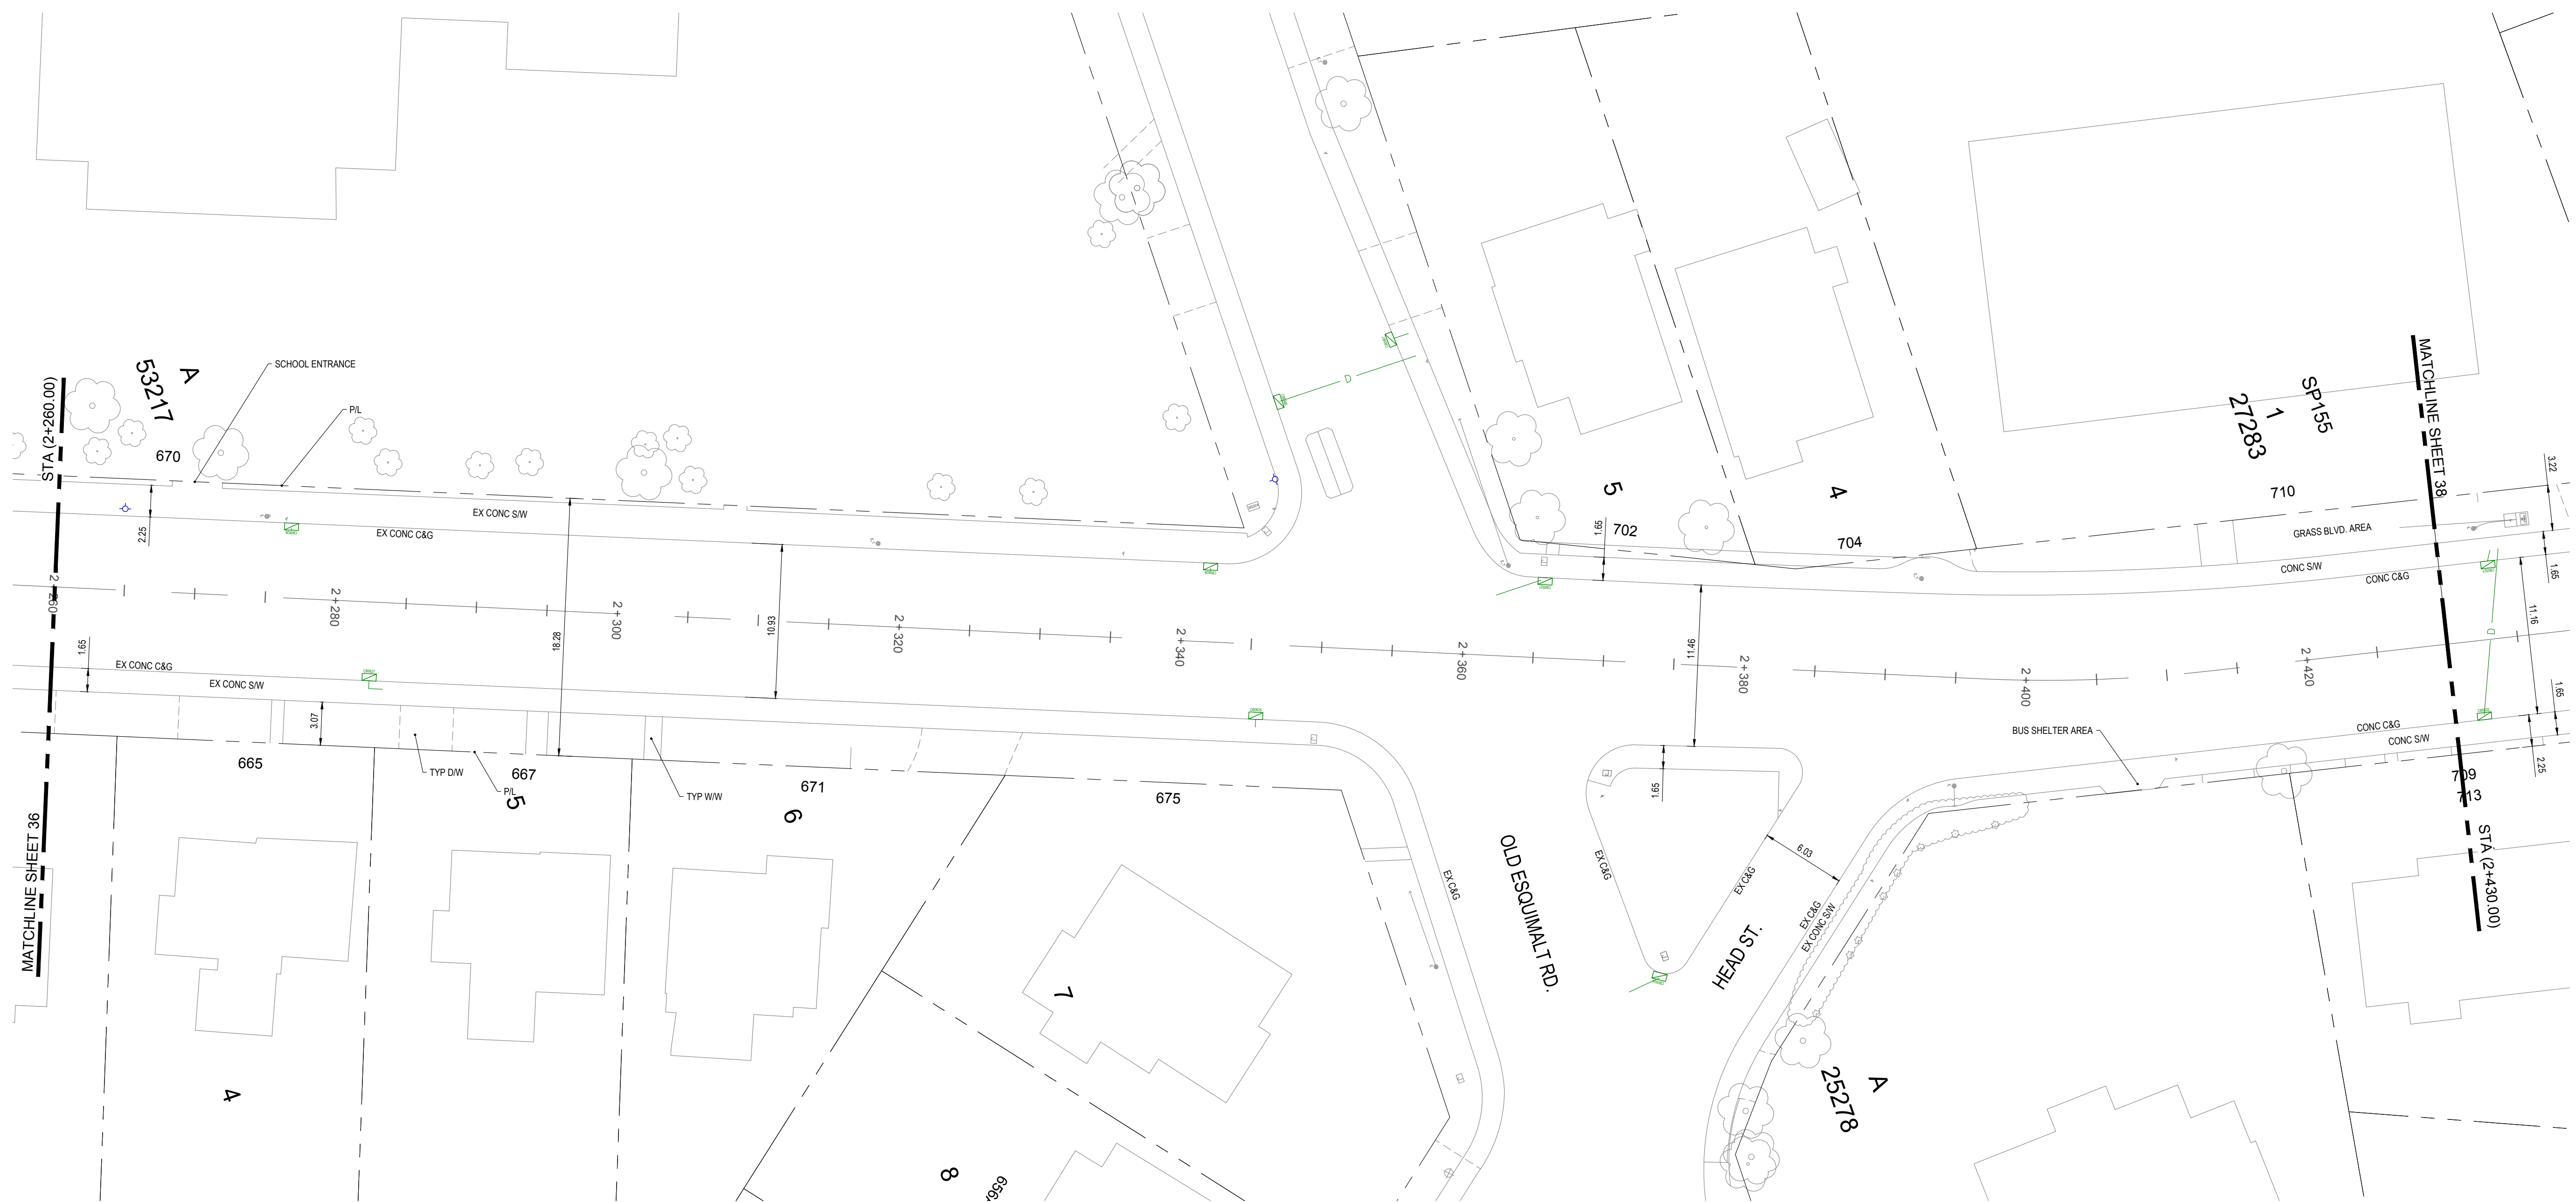 STA (2+260.00)
MATCHLINE SHEET 36
A
53217
670
SCHOOL ENTRANCE
P/L
2.25
EX CONC S/W
EX CONC C&G
2+260
2+280
2+300
2+320
2+340
2+360
2+380
2+400
2+420
1.65
EX CONC C&G
EX CONC S/W
3.07
18.28
10.93
665
TYP D/W
667
P/L
5
TYP W/W
671
6
675
4
7
8
D
5
4
1.65
702
704
11.46
1.65
EX C&G
OLD ESQUIMALT RD.
EX C&G
EX C&G
6.03
HEAD ST.
EX C&G
EX CONC S/W
A
25278
SP155
1
27283
710
MATCHLINE SHEET 38
3.22
GRASS BLVD. AREA
CONC S/W
CONC C&G
1.65
11.16
D
BUS SHELTER AREA
CONC C&G
CONC S/W
1.65
2.25
709
713
STA (2+430.00)